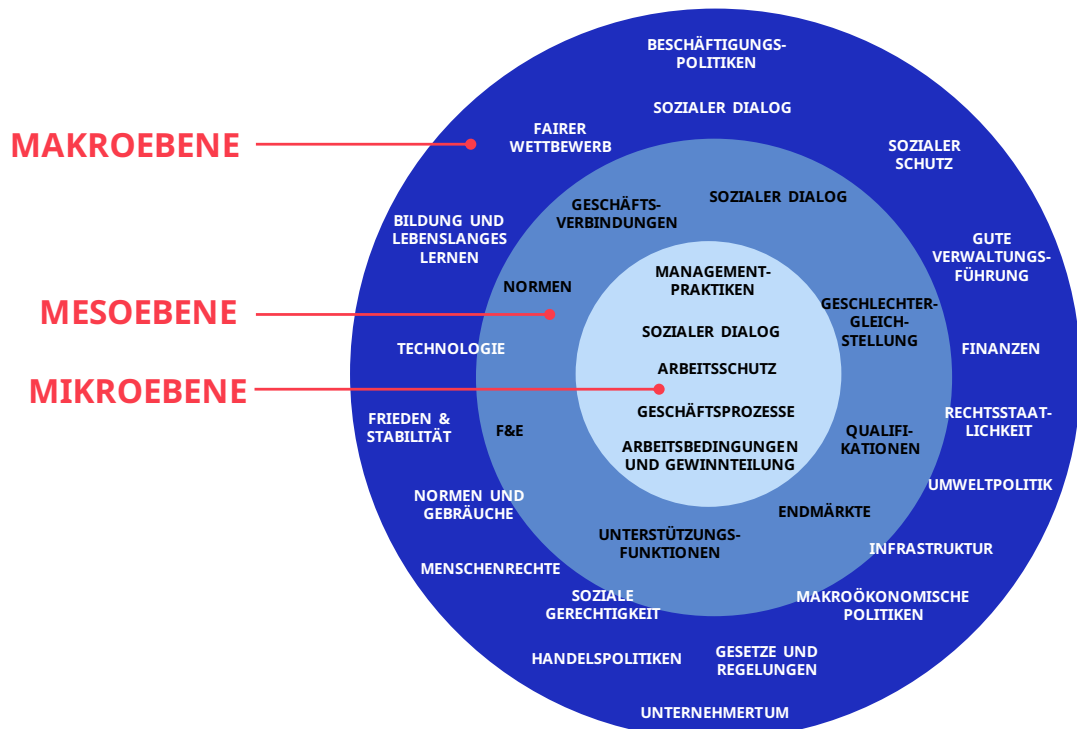 BESCHÄFTIGUNGS-
POLITIKEN
SOZIALER DIALOG
FAIRER
WETTBEWERB
SOZIALER
SCHUTZ
MAKROEBENE
BILDUNG UND
LEBENSLANGES
LERNEN
GUTE
VERWALTUNGS-
FÜHRUNG
GESCHÄFTS-
VERBINDUNGEN
SOZIALER DIALOG
NORMEN
MANAGEMENT-
PRAKTIKEN
GESCHLECHTER-
GLEICH-
STELLUNG
MESOEBENE
SOZIALER DIALOG
TECHNOLOGIE
FINANZEN
ARBEITSSCHUTZ
MIKROEBENE
GESCHÄFTSPROZESSE
FRIEDEN &
STABILITÄT
F&E
QUALIFI-
KATIONEN
RECHTSSTAAT-
LICHKEIT
ARBEITSBEDINGUNGEN
UND GEWINNTEILUNG
UMWELTPOLITIK
NORMEN UND
GEBRÄUCHE
ENDMÄRKTE
UNTERSTÜTZUNGS-
FUNKTIONEN
INFRASTRUKTUR
MENSCHENRECHTE
SOZIALE
GERECHTIGKEIT
MAKROÖKONOMISCHE
POLITIKEN
HANDELSPOLITIKEN
GESETZE UND
REGELUNGEN
UNTERNEHMERTUM